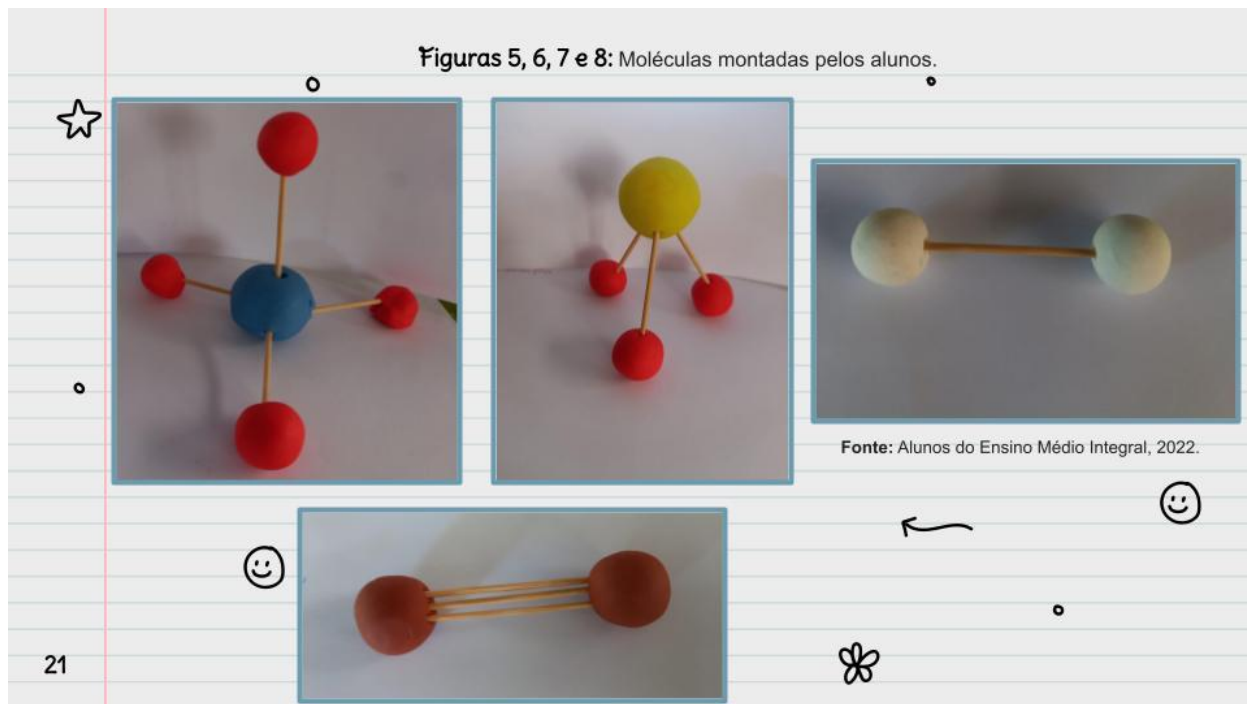 Figuras 5, 6, 7 e 8: Moléculas montadas pelos alunos.
Fonte: Alunos do Ensino Médio Integral, 2022.
21